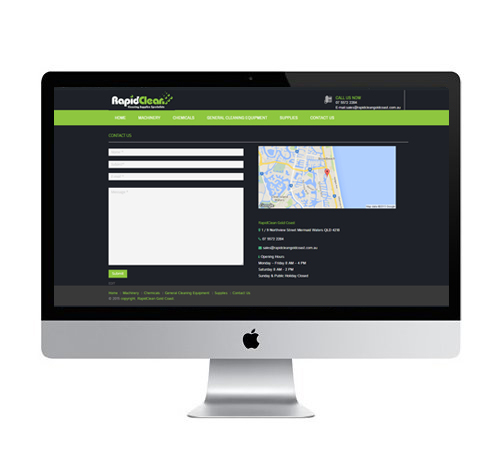 RapidClean
Cleaning Supplies Specialists
CALL US NOW
07 5572 2384
E-mail:sales@rapidcleangoldcoast.com.au
HOME MACHINERY CHEMICALS GENERAL CLEANING EQUIPMENT SUPPLIES CONTACT US
CONTACT US
Message *
RapidClean Gold Coast
1 / 9 Northview Street Mermaid Waters QLD 4218
07 5572 2384
sales@rapidcleangoldcoast.com.au
Opening Hours
Monday - Friday 8 AM - 4 PM
Saturday 8 AM - 2 PM
Sunday & Public Holiday Closed
Submit
Home Machinery Chemicals General Cleaning Equipment Supplies Contact Us
© 2015 copyright RapidClean Gold Coast